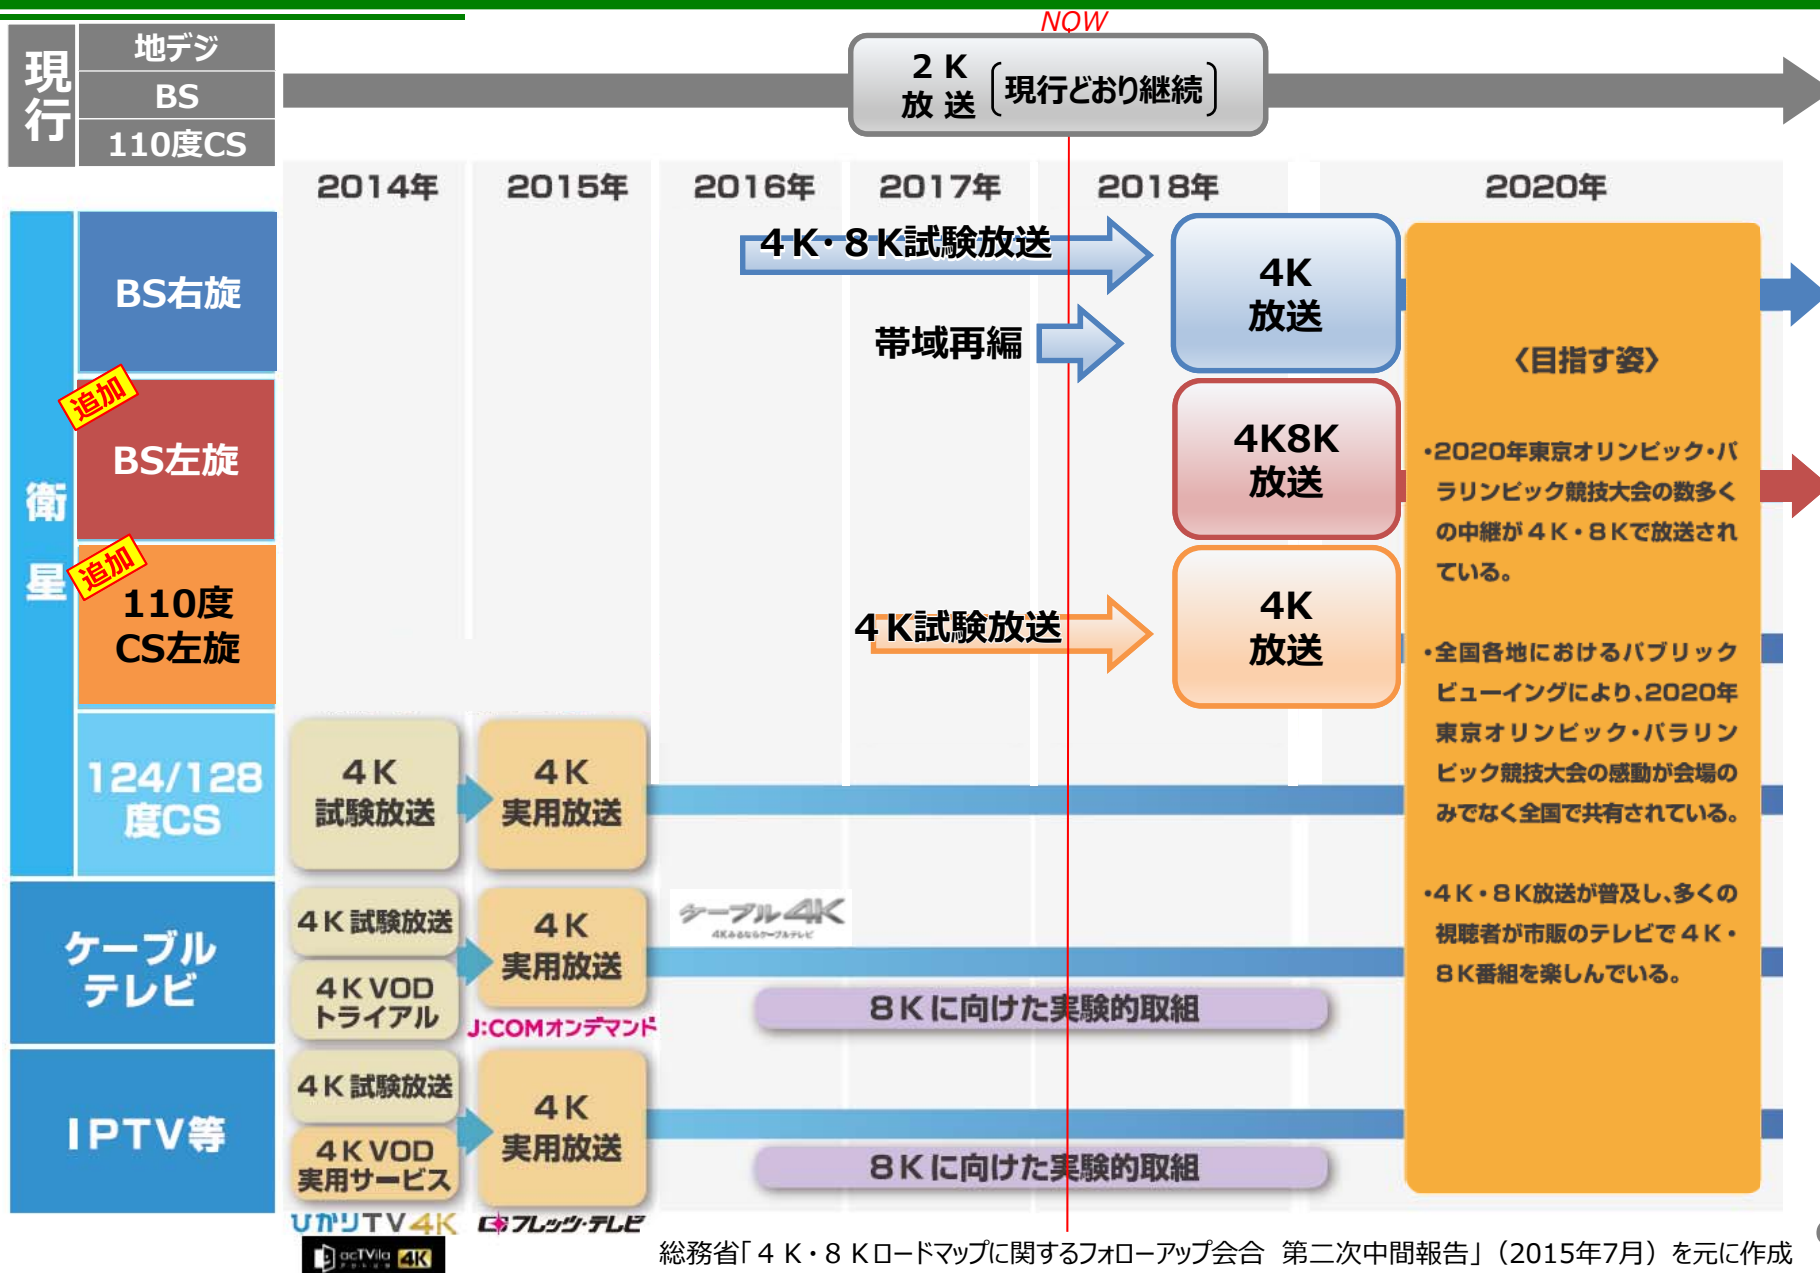 NOW
現行
地デジ
BS
110度CS
2K
放送
現行どおり継続
2014年
2015年
2016年
2017年
2018年
2020年
衛星
BS右旋
4K・8K試験放送
帯域再編
4K
放送
追加
BS左旋
4K8K
放送
追加
110度
CS左旋
4K試験放送
4K
放送
124/128
度CS
4K
試験放送
4K
実用放送
ケーブル
テレビ
4K試験放送
4K VOD
トライアル
4K
実用放送
J:COMオンデマンド
ケーブル4K
4Kみるならケーブルテレビ
8Kに向けた実験的取組
IPTV等
4K試験放送
4K VOD
実用サービス
4K
実用放送
8Kに向けた実験的取組
ひかりTV4K
acTVila 4K
フレッツ・テレビ
〈目指す姿〉
・2020年東京オリンピック・パ
ラリンピック競技大会の数多く
の中継が4K・8Kで放送され
ている。
・全国各地におけるパブリック
ビューイングにより、2020年
東京オリンピック・パラリン
ピック競技大会の感動が会場の
みでなく全国で共有されている。
・4K・8K放送が普及し、多くの
視聴者が市販のテレビで4K・
8K番組を楽しんでいる。
総務省「4K・8Kロードマップに関するフォローアップ会合 第二次中間報告」（2015年7月）を元に作成